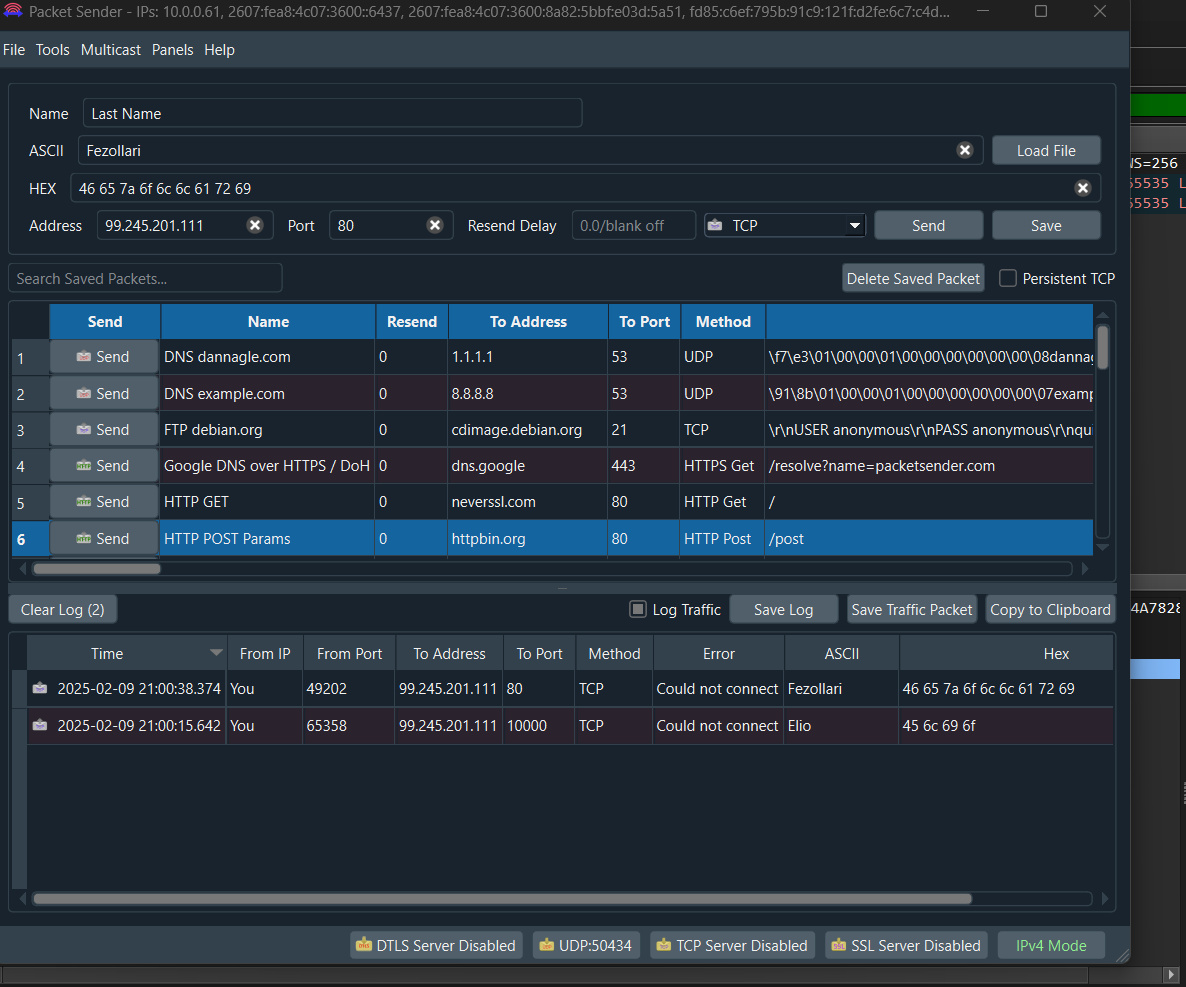 Packet Sender - IPs: 10.0.0.61, 2607:fea8:4c07:3600::6437, 2607:fea8:4c07:3600:8a82:5bbf:e03d:5a51, fd85:c6ef:795b:91c9:121f:d2fe:6c7:c4d...
File Tools Multicast Panels Help
Name Last Name
ASCII Fezollari Load File
HEX 46 65 7a 6f 6c 6c 61 72 69
Address 99.245.201.111 Port 80 Resend Delay 0.0/blank off TCP Send Save
Search Saved Packets... Delete Saved Packet Persistent TCP
Send Name Resend To Address To Port Method
1 Send DNS dannagle.com 0 1.1.1.1 53 UDP \f7\e3\01\00\00\01\00\00\00\00\00\00\08dannag
2 Send DNS example.com 0 8.8.8.8 53 UDP \91\8b\01\00\00\01\00\00\00\00\00\00\07examp
3 Send FTP debian.org 0 cdimage.debian.org 21 TCP \r\nUSER anonymous\r\nPASS anonymous\r\nqui
4 Send Google DNS over HTTPS / DoH 0 dns.google 443 HTTPS Get /resolve?name=packetsender.com
5 Send HTTP GET 0 neverssl.com 80 HTTP Get /
6 Send HTTP POST Params 0 httpbin.org 80 HTTP Post /post
Clear Log (2) Log Traffic Save Log Save Traffic Packet Copy to Clipboard
Time From IP From Port To Address To Port Method Error ASCII Hex
2025-02-09 21:00:38.374 You 49202 99.245.201.111 80 TCP Could not connect Fezollari 46 65 7a 6f 6c 6c 61 72 69
2025-02-09 21:00:15.642 You 65358 99.245.201.111 10000 TCP Could not connect Elio 45 6c 69 6f
DTLS Server Disabled UDP:50434 TCP Server Disabled SSL Server Disabled IPv4 Mode
=256
65535 L
65535 L
4A7828